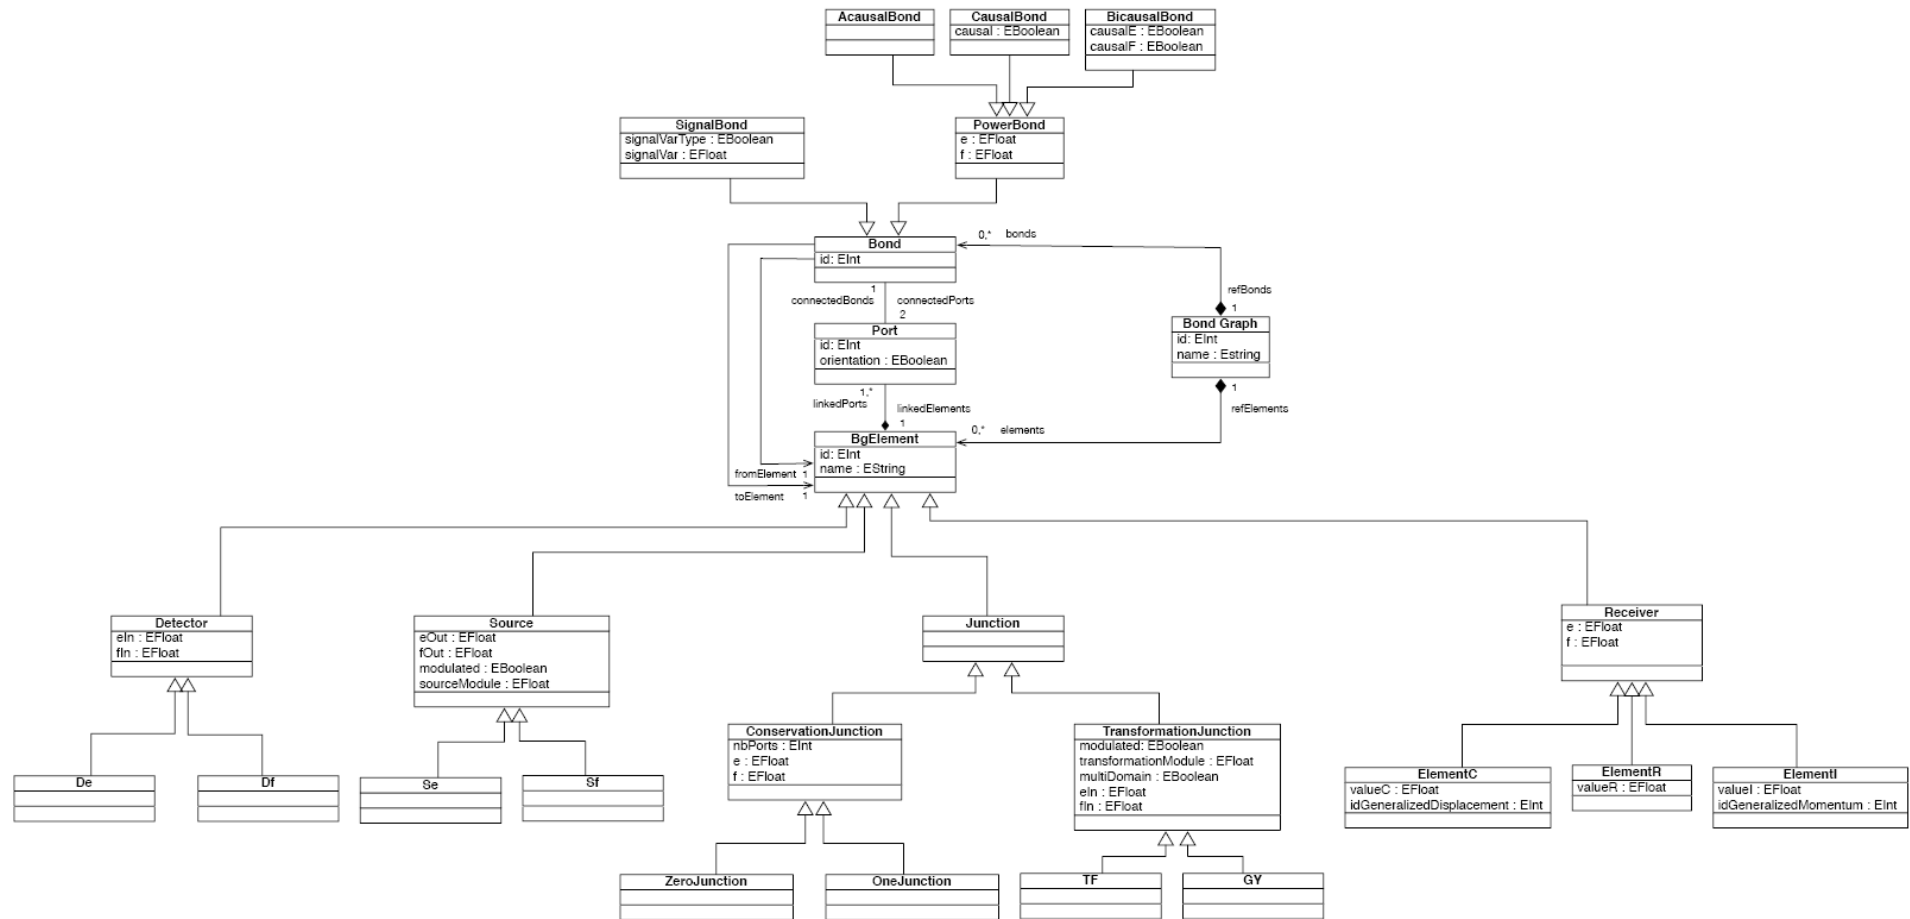 AcausalBond
CausalBond
causal : EBoolean
BicausalBond
causalE : EBoolean
causalF : EBoolean
SignalBond
signalVarType : EBoolean
signalVar : EFloat
PowerBond
e : EFloat
f : EFloat
Bond
id: EInt
0,* bonds
1
connectedBonds
connectedPorts
2
refBonds
1
Bond Graph
id: EInt
name : Estring
Port
id: EInt
orientation : EBoolean
1
refElements
1,*
linkedPorts
linkedElements
1
0,* elements
BgElement
id: EInt
name : EString
fromElement 1
toElement 1
Detector
eIn : EFloat
fIn : EFloat
Source
eOut : EFloat
fOut : EFloat
modulated : EBoolean
sourceModule : EFloat
Junction
Receiver
e : EFloat
f : EFloat
De
Df
Se
Sf
ConservationJunction
nbPorts : EInt
e : EFloat
f : EFloat
TransformationJunction
modulated: EBoolean
transformationModule : EFloat
multiDomain : EBoolean
eIn : EFloat
fIn : EFloat
ElementC
valueC : EFloat
idGeneralizedDisplacement : EInt
ElementR
valueR : EFloat
ElementI
valueI : EFloat
idGeneralizedMomentum : EInt
ZeroJunction
OneJunction
TF
GY